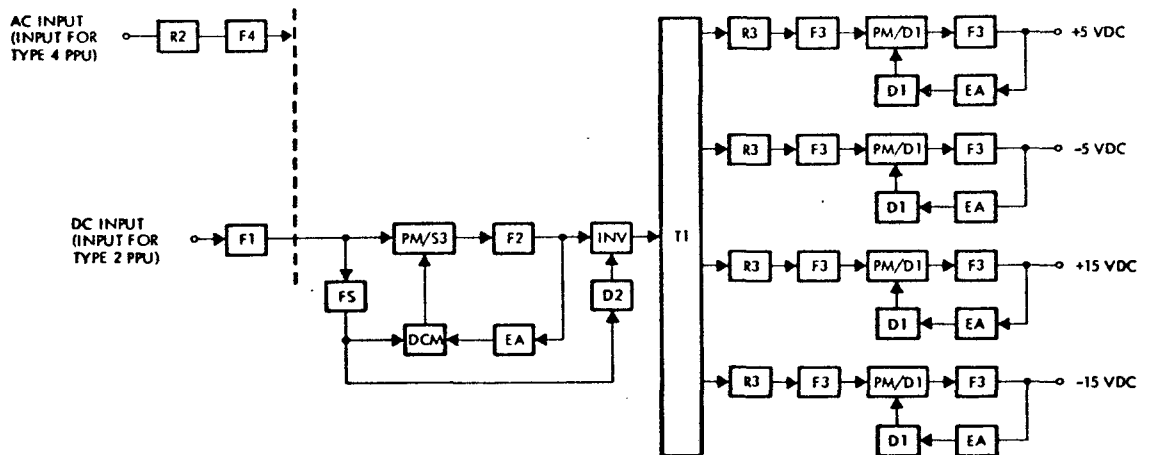 AC INPUT
(INPUT FOR
TYPE 4 PPU)
R2
F4
DC INPUT
(INPUT FOR
TYPE 2 PPU)
F1
PM/S3
F2
INV
FS
D2
DCM
EA
T1
R3
F3
PM/D1
F3
+5 VDC
D1
EA
R3
F3
PM/D1
F3
-5 VDC
D1
EA
R3
F3
PM/D1
F3
+15 VDC
D1
EA
R3
F3
PM/D1
F3
-15 VDC
D1
EA